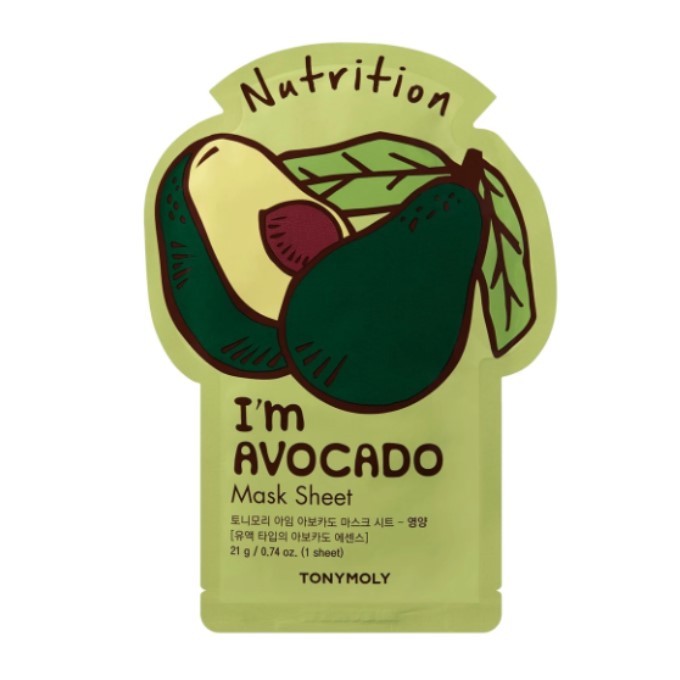 Nutrition
I'm
AVOCADO
Mask Sheet
토니모리 아임 아보카도 마스크 시트 - 영양
[유액 타입의 아보카도 에센스]
21 g / 0.74 oz. (1 sheet)
TONYMOLY